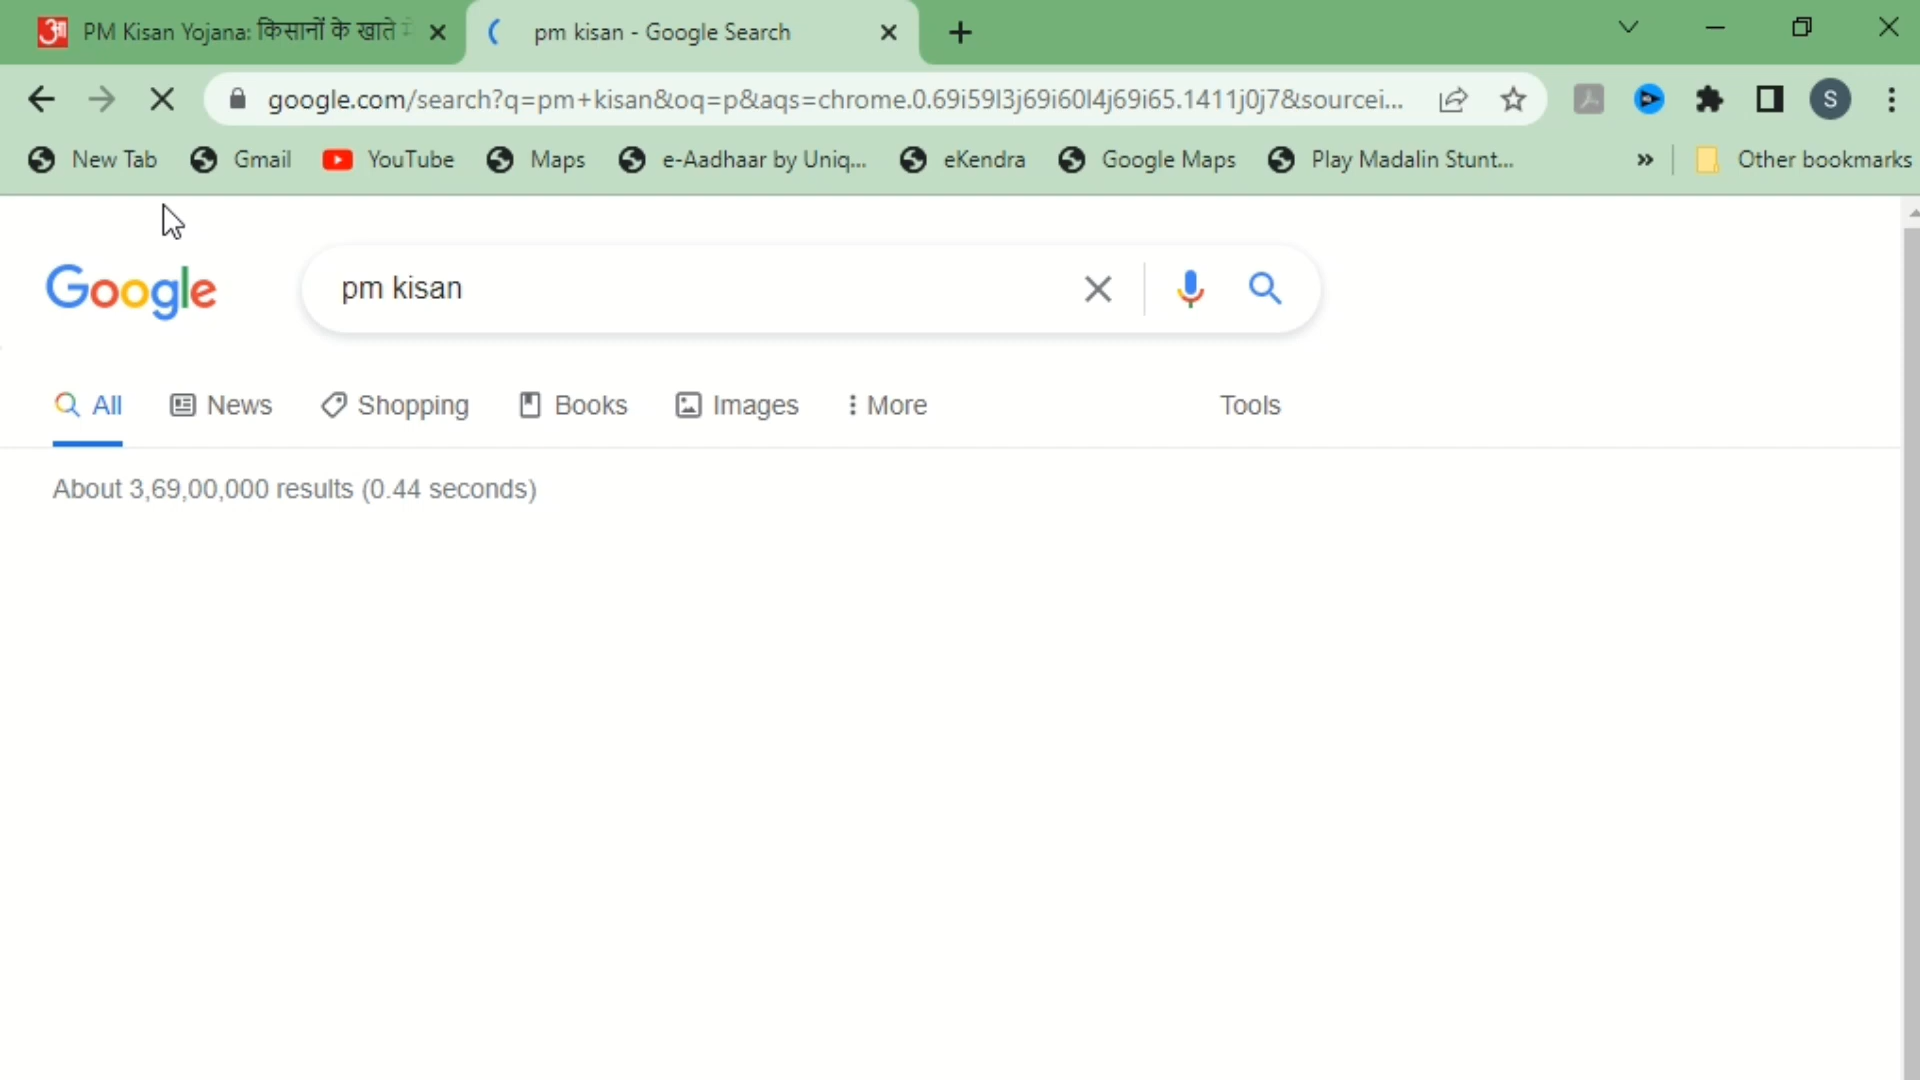 PM Kisan Yojana: किसानों के खाते
pm kisan - Google Search
google.com/search?q=pm+kisan&oq=p&aqs=chrome.0.69i59l3j69i60l4j69i65.1411j0j7&sourcei...
S
New Tab
Gmail
YouTube
Maps
e-Aadhaar by Uniq...
eKendra
Google Maps
Play Madalin Stunt...
»
Other bookmarks
Google
pm kisan
All
News
Shopping
Books
Images
More
Tools
About 3,69,00,000 results (0.44 seconds)